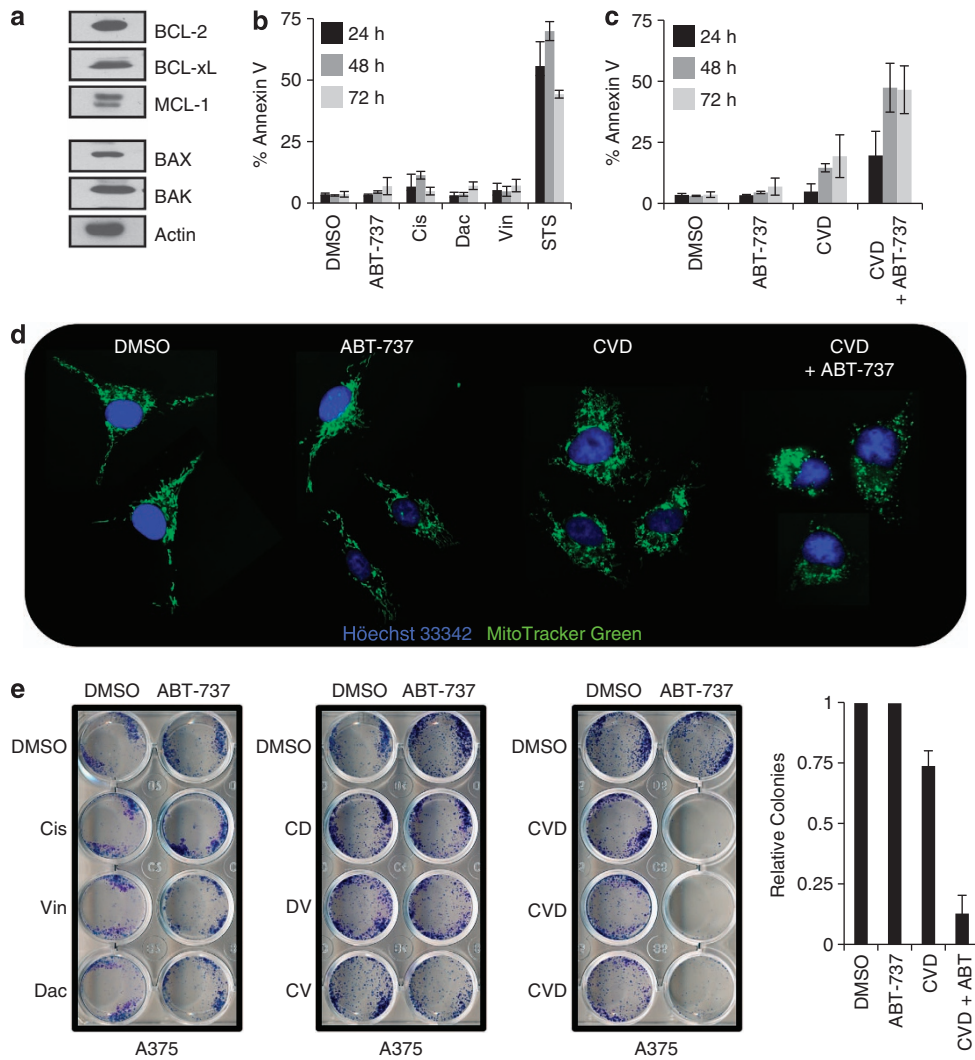 a
BCL-2
BCL-xL
MCL-1
BAX
BAK
Actin
b
% Annexin V
75
50
25
0
24 h
48 h
72 h
DMSO
ABT-737
Cis
Dac
Vin
STS
c
% Annexin V
75
50
25
0
24 h
48 h
72 h
DMSO
ABT-737
CVD
CVD
+ ABT-737
d
DMSO
ABT-737
CVD
CVD
+ ABT-737
Höechst 33342 MitoTracker Green
e
DMSO ABT-737
DMSO
Cis
Vin
Dac
A375
DMSO ABT-737
DMSO
CD
DV
CV
A375
DMSO ABT-737
DMSO
CVD
CVD
CVD
A375
Relative Colonies
1
0.75
0.5
0.25
0
DMSO
ABT-737
CVD
CVD + ABT